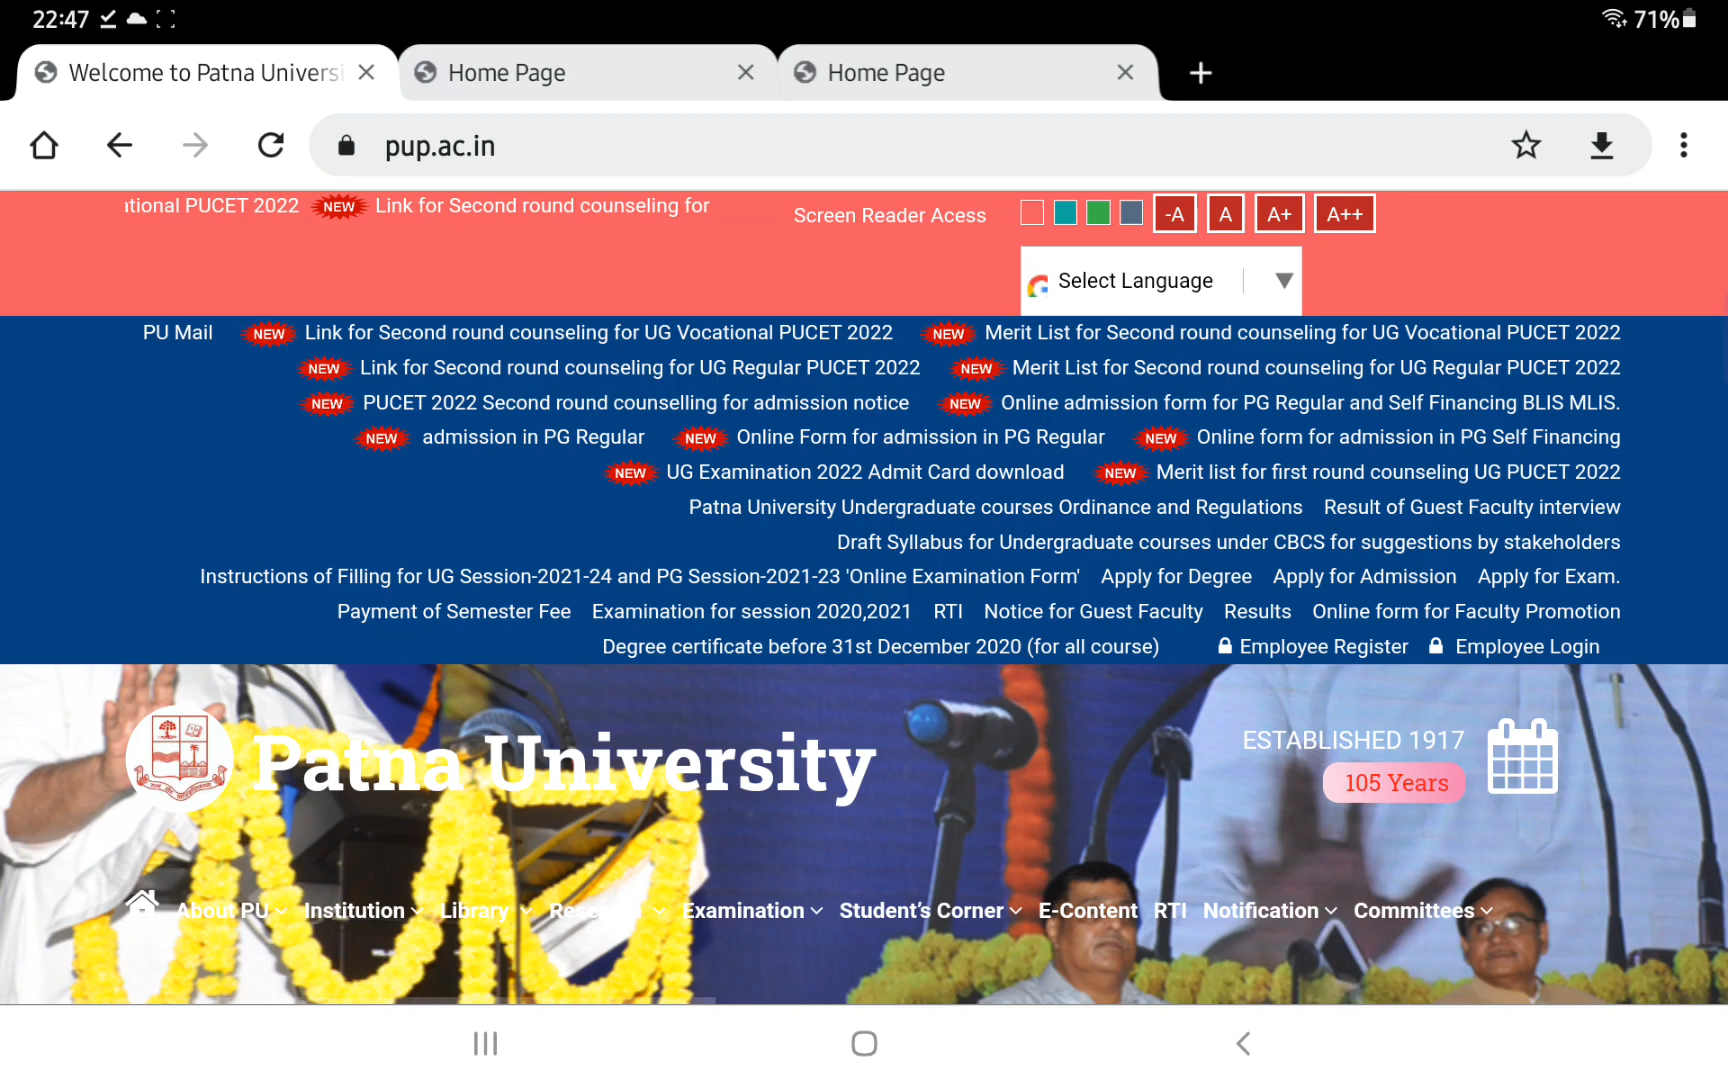 22:47
71%
Welcome to Patna Universi
Home Page
Home Page
pup.ac.in
tional PUCET 2022 NEW Link for Second round counseling for
Screen Reader Acess
-A A A+ A++
Select Language
PU Mail NEW Link for Second round counseling for UG Vocational PUCET 2022 NEW Merit List for Second round counseling for UG Vocational PUCET 2022
NEW Link for Second round counseling for UG Regular PUCET 2022 NEW Merit List for Second round counseling for UG Regular PUCET 2022
NEW PUCET 2022 Second round counselling for admission notice NEW Online admission form for PG Regular and Self Financing BLIS MLIS.
NEW admission in PG Regular NEW Online Form for admission in PG Regular NEW Online form for admission in PG Self Financing
NEW UG Examination 2022 Admit Card download NEW Merit list for first round counseling UG PUCET 2022
Patna University Undergraduate courses Ordinance and Regulations Result of Guest Faculty interview
Draft Syllabus for Undergraduate courses under CBCS for suggestions by stakeholders
Instructions of Filling for UG Session-2021-24 and PG Session-2021-23 'Online Examination Form' Apply for Degree Apply for Admission Apply for Exam.
Payment of Semester Fee Examination for session 2020,2021 RTI Notice for Guest Faculty Results Online form for Faculty Promotion
Degree certificate before 31st December 2020 (for all course) Employee Register Employee Login
Patna University
ESTABLISHED 1917
105 Years
About PU Institution Library Research Examination Student’s Corner E-Content RTI Notification Committees